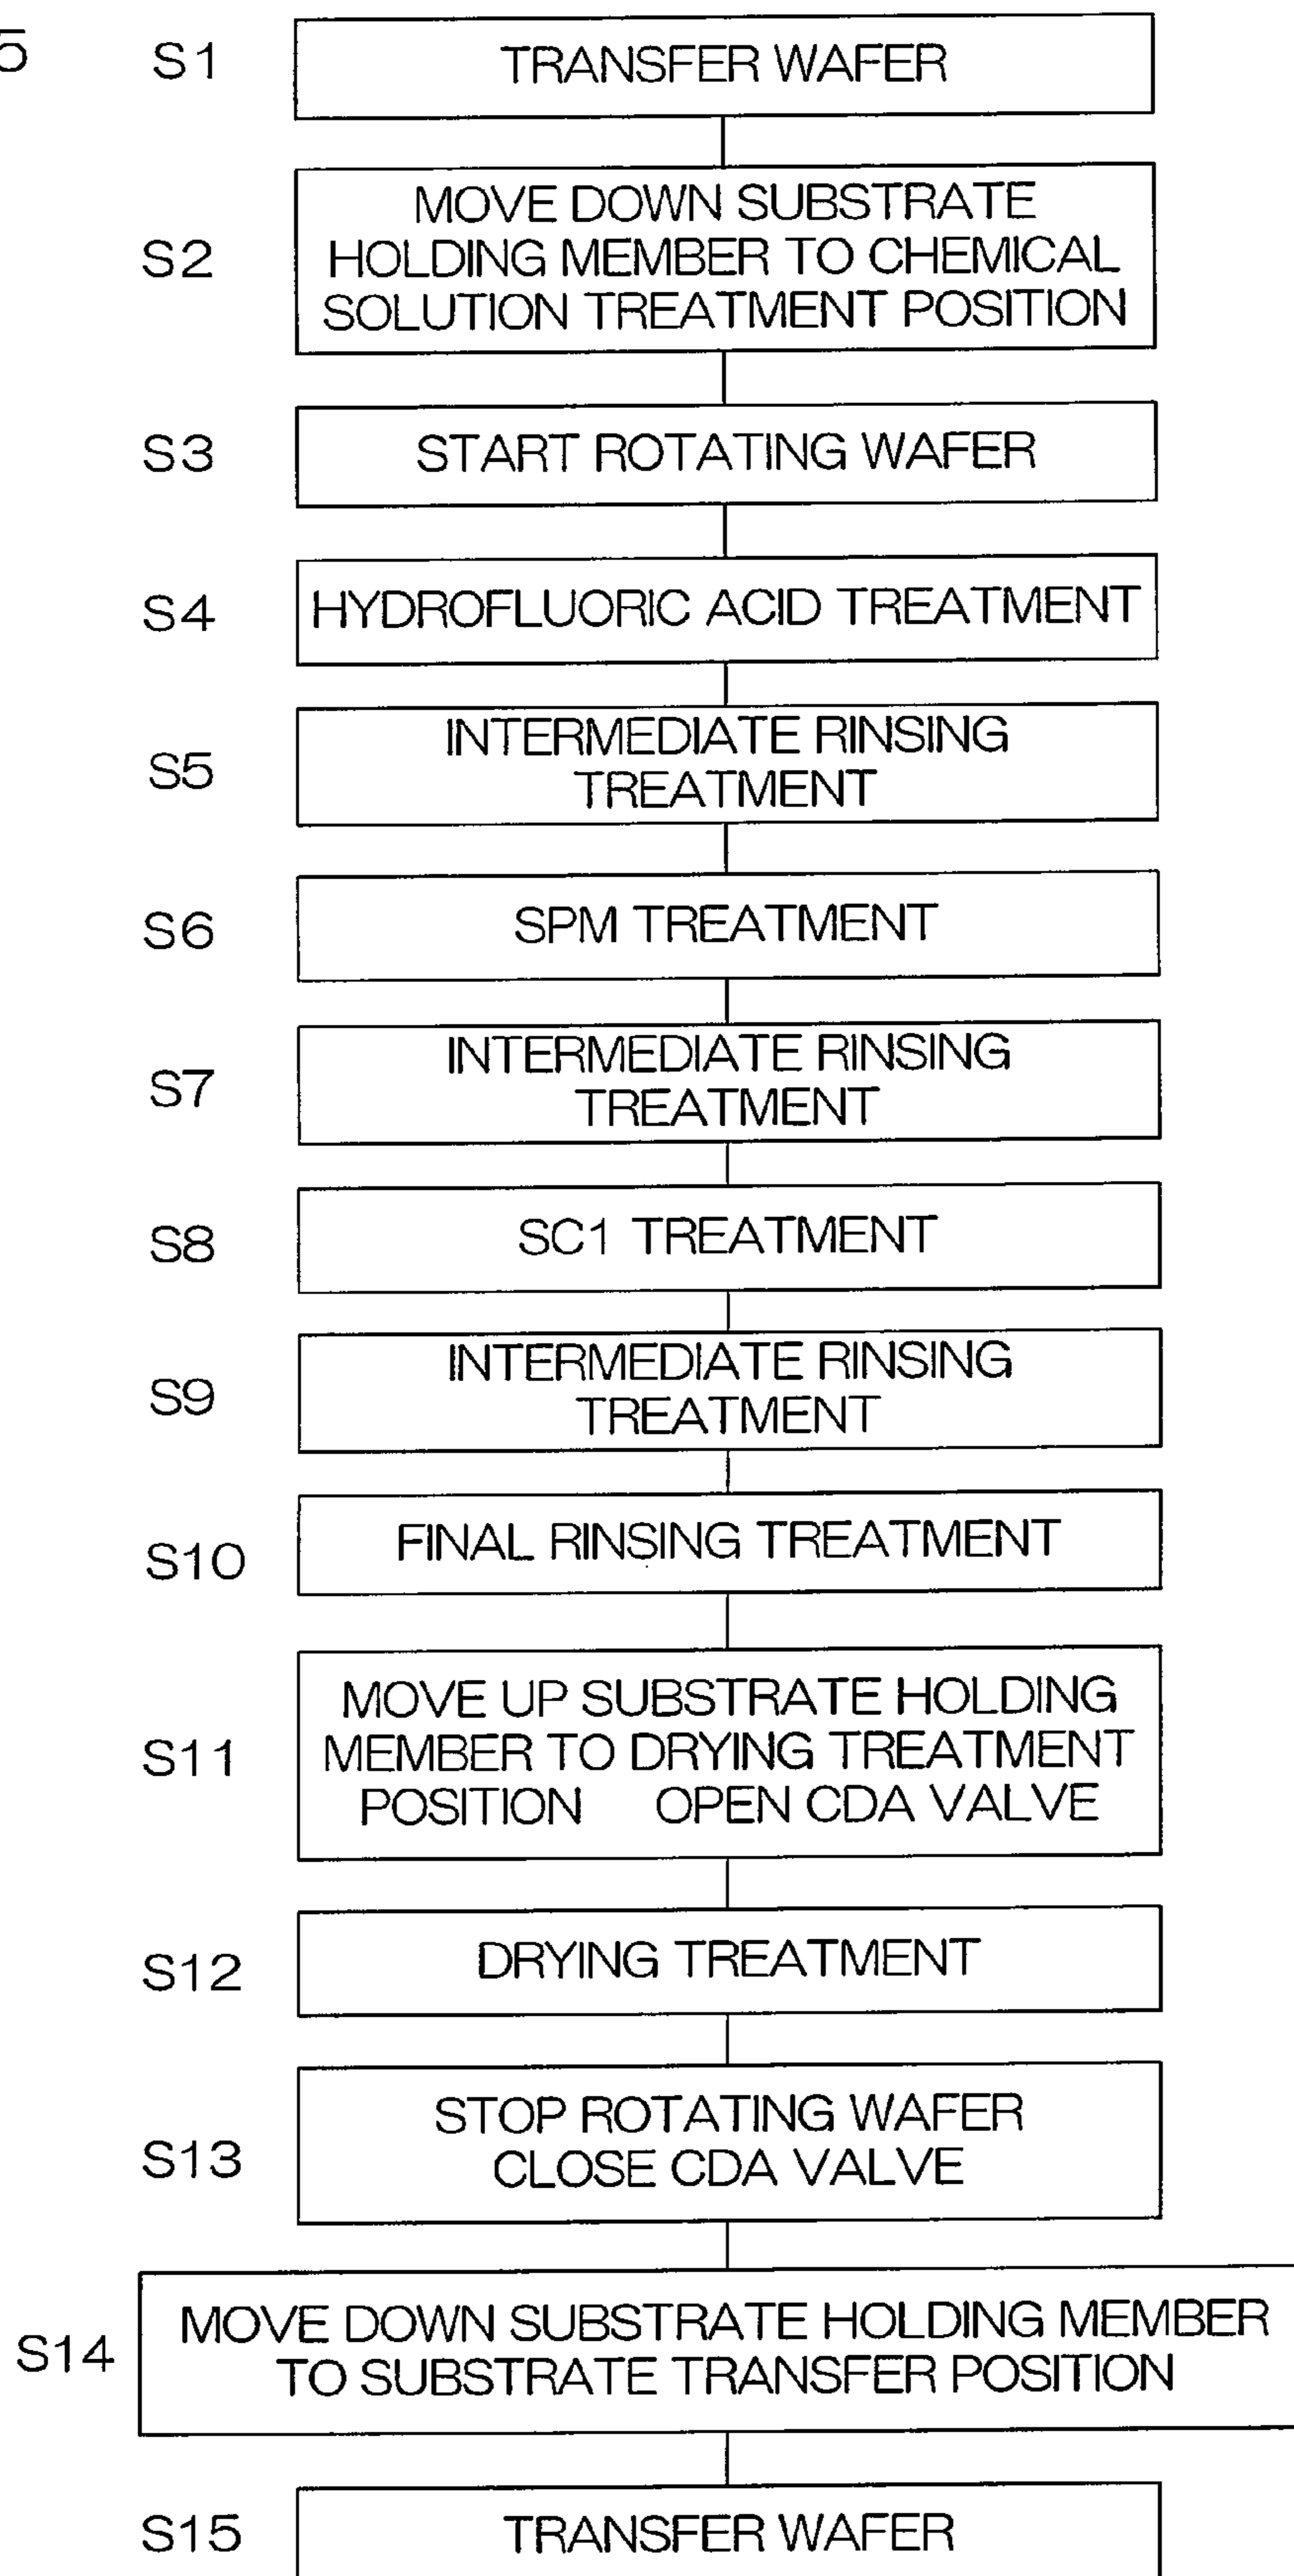 5
S1 TRANSFER WAFER
S2 MOVE DOWN SUBSTRATE
HOLDING MEMBER TO CHEMICAL
SOLUTION TREATMENT POSITION
S3 START ROTATING WAFER
S4 HYDROFLUORIC ACID TREATMENT
S5 INTERMEDIATE RINSING
TREATMENT
S6 SPM TREATMENT
S7 INTERMEDIATE RINSING
TREATMENT
S8 SC1 TREATMENT
S9 INTERMEDIATE RINSING
TREATMENT
S10 FINAL RINSING TREATMENT
S11 MOVE UP SUBSTRATE HOLDING
MEMBER TO DRYING TREATMENT
POSITION OPEN CDA VALVE
S12 DRYING TREATMENT
S13 STOP ROTATING WAFER
CLOSE CDA VALVE
S14 MOVE DOWN SUBSTRATE HOLDING MEMBER
TO SUBSTRATE TRANSFER POSITION
S15 TRANSFER WAFER